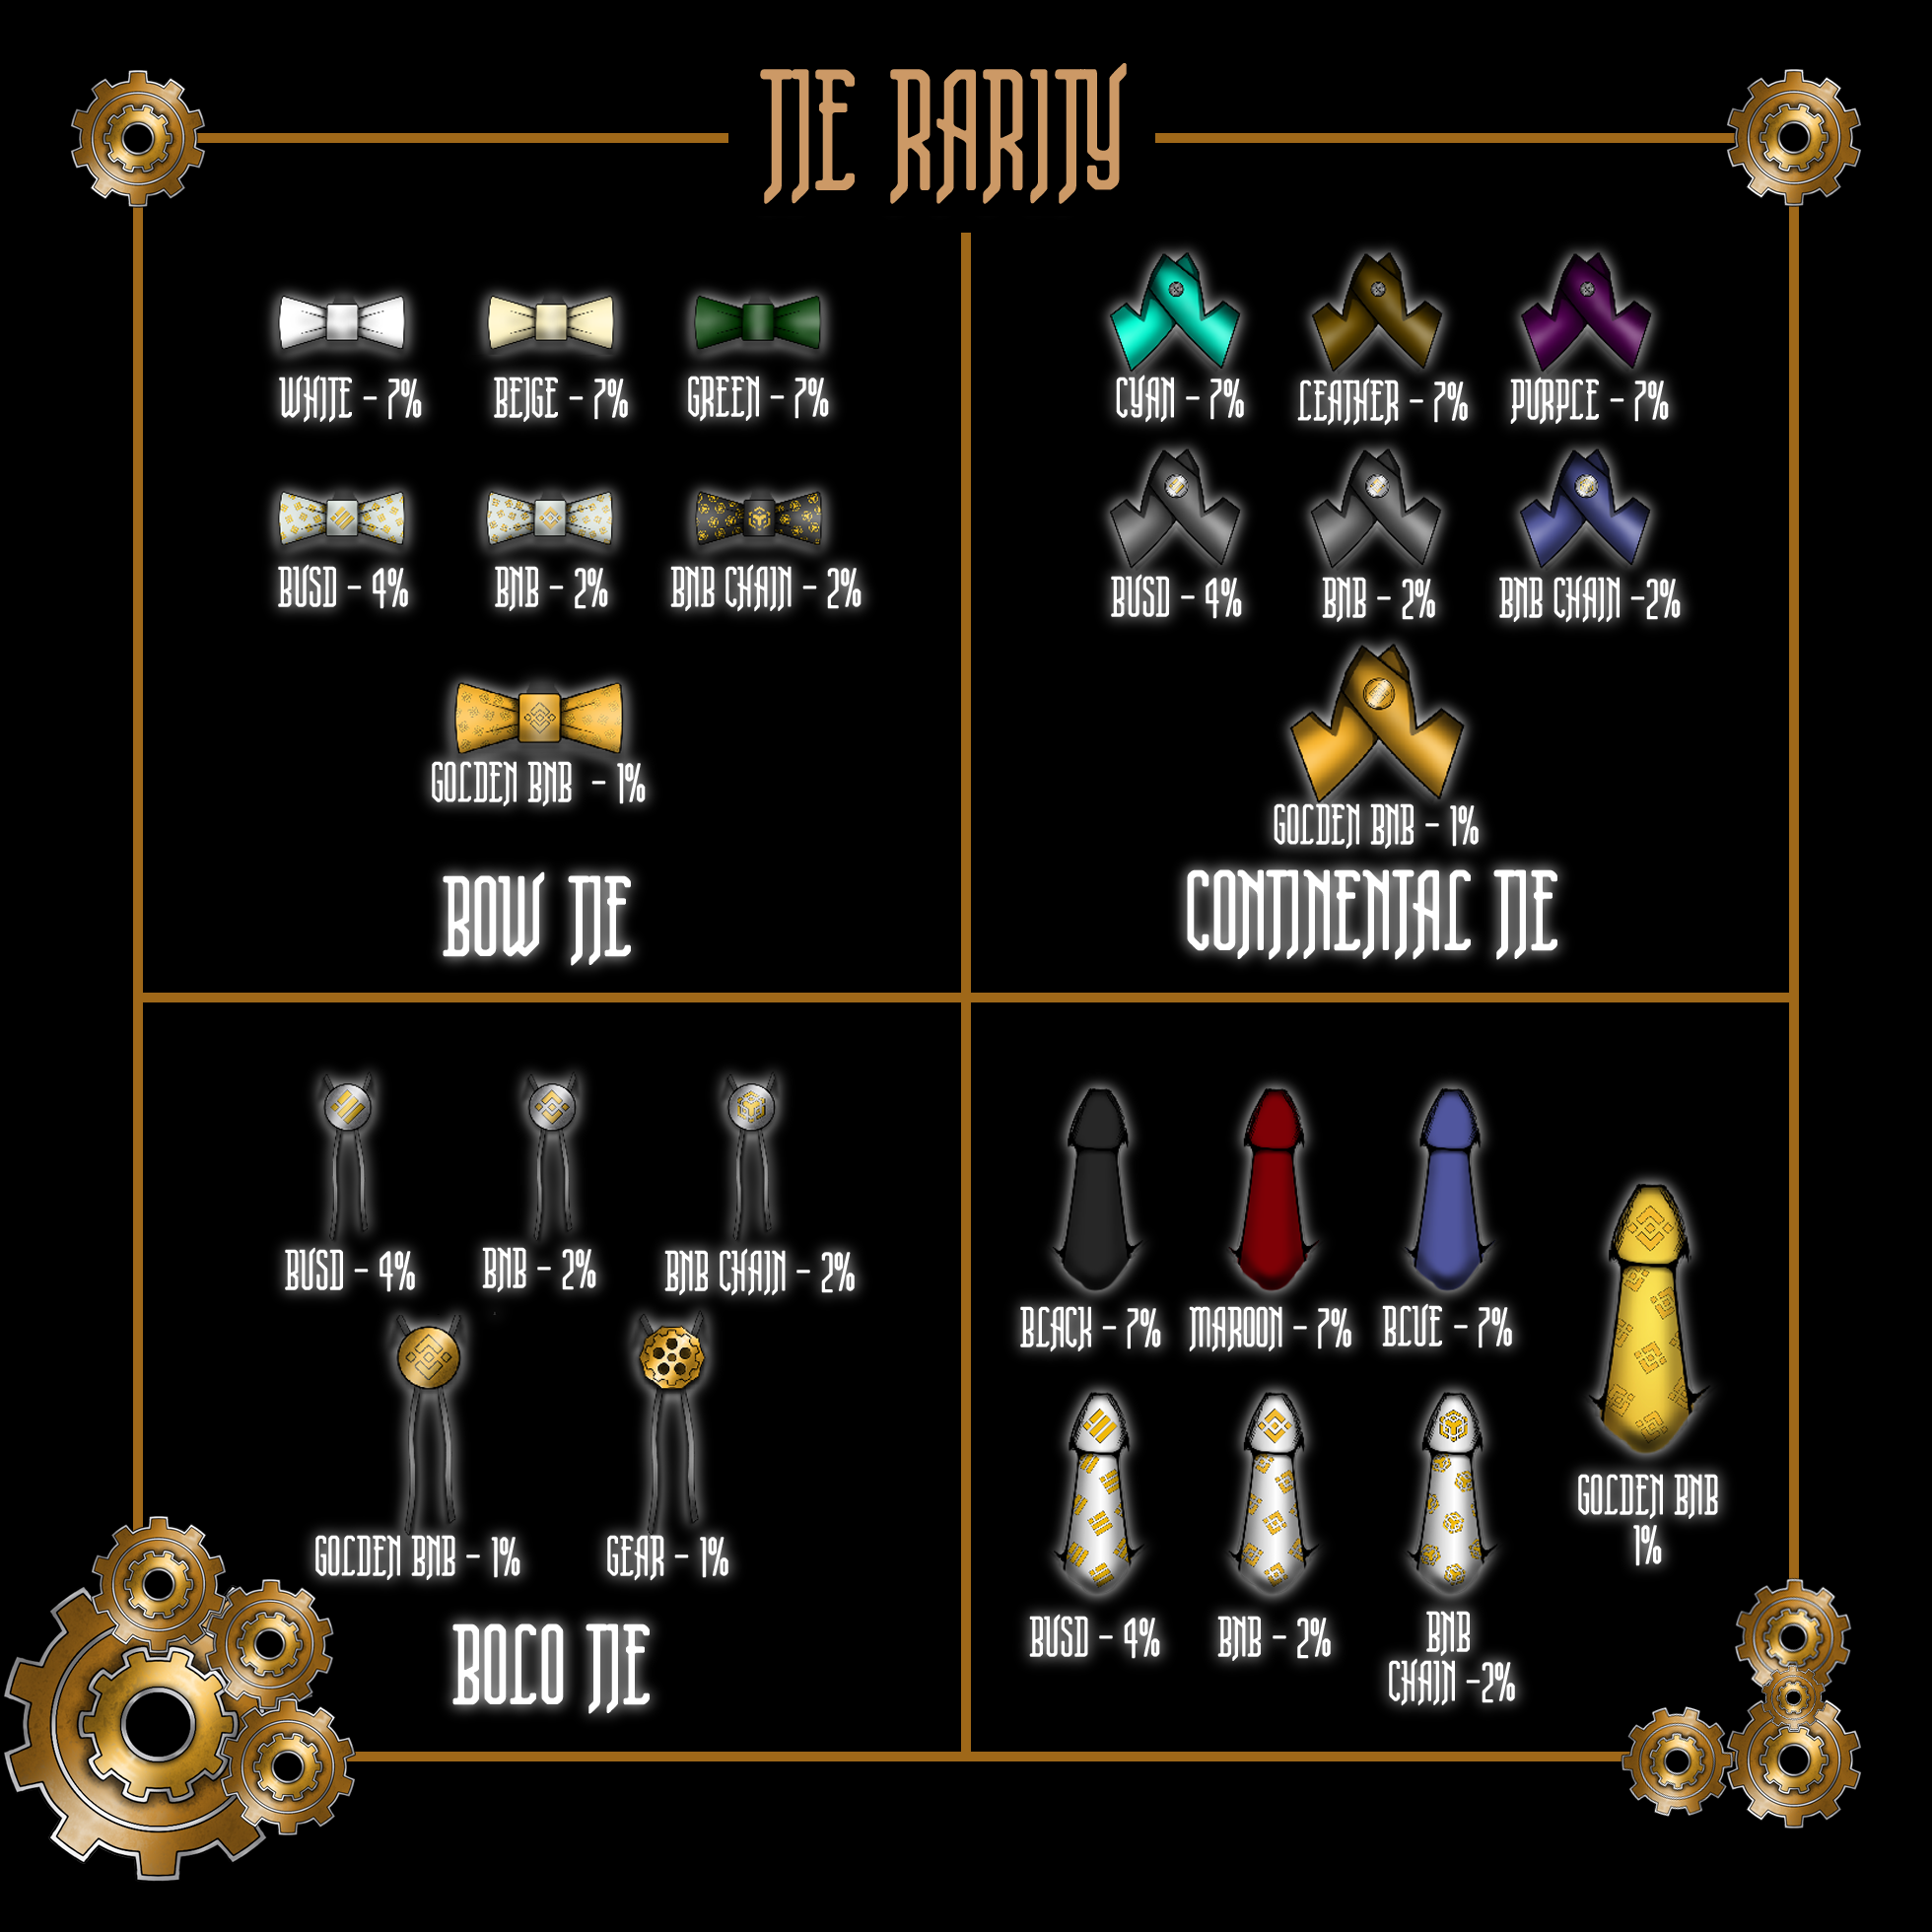 TIE RARITY
WHITE - 7%
BEIGE - 7%
GREEN - 7%
BUSD - 4%
BNB - 2%
BNB CHAIN - 2%
GOLDEN BNB - 1%
BOW TIE
CYAN - 7%
LEATHER - 7%
PURPLE - 7%
BUSD - 4%
BNB - 2%
BNB CHAIN -2%
GOLDEN BNB - 1%
CONTINENTAL TIE
BUSD - 4%
BNB - 2%
BNB CHAIN - 2%
GOLDEN BNB - 1%
GEAR - 1%
BOLO TIE
BLACK - 7%
MAROON - 7%
BLUE - 7%
GOLDEN BNB
1%
BUSD - 4%
BNB - 2%
BNB
CHAIN -2%